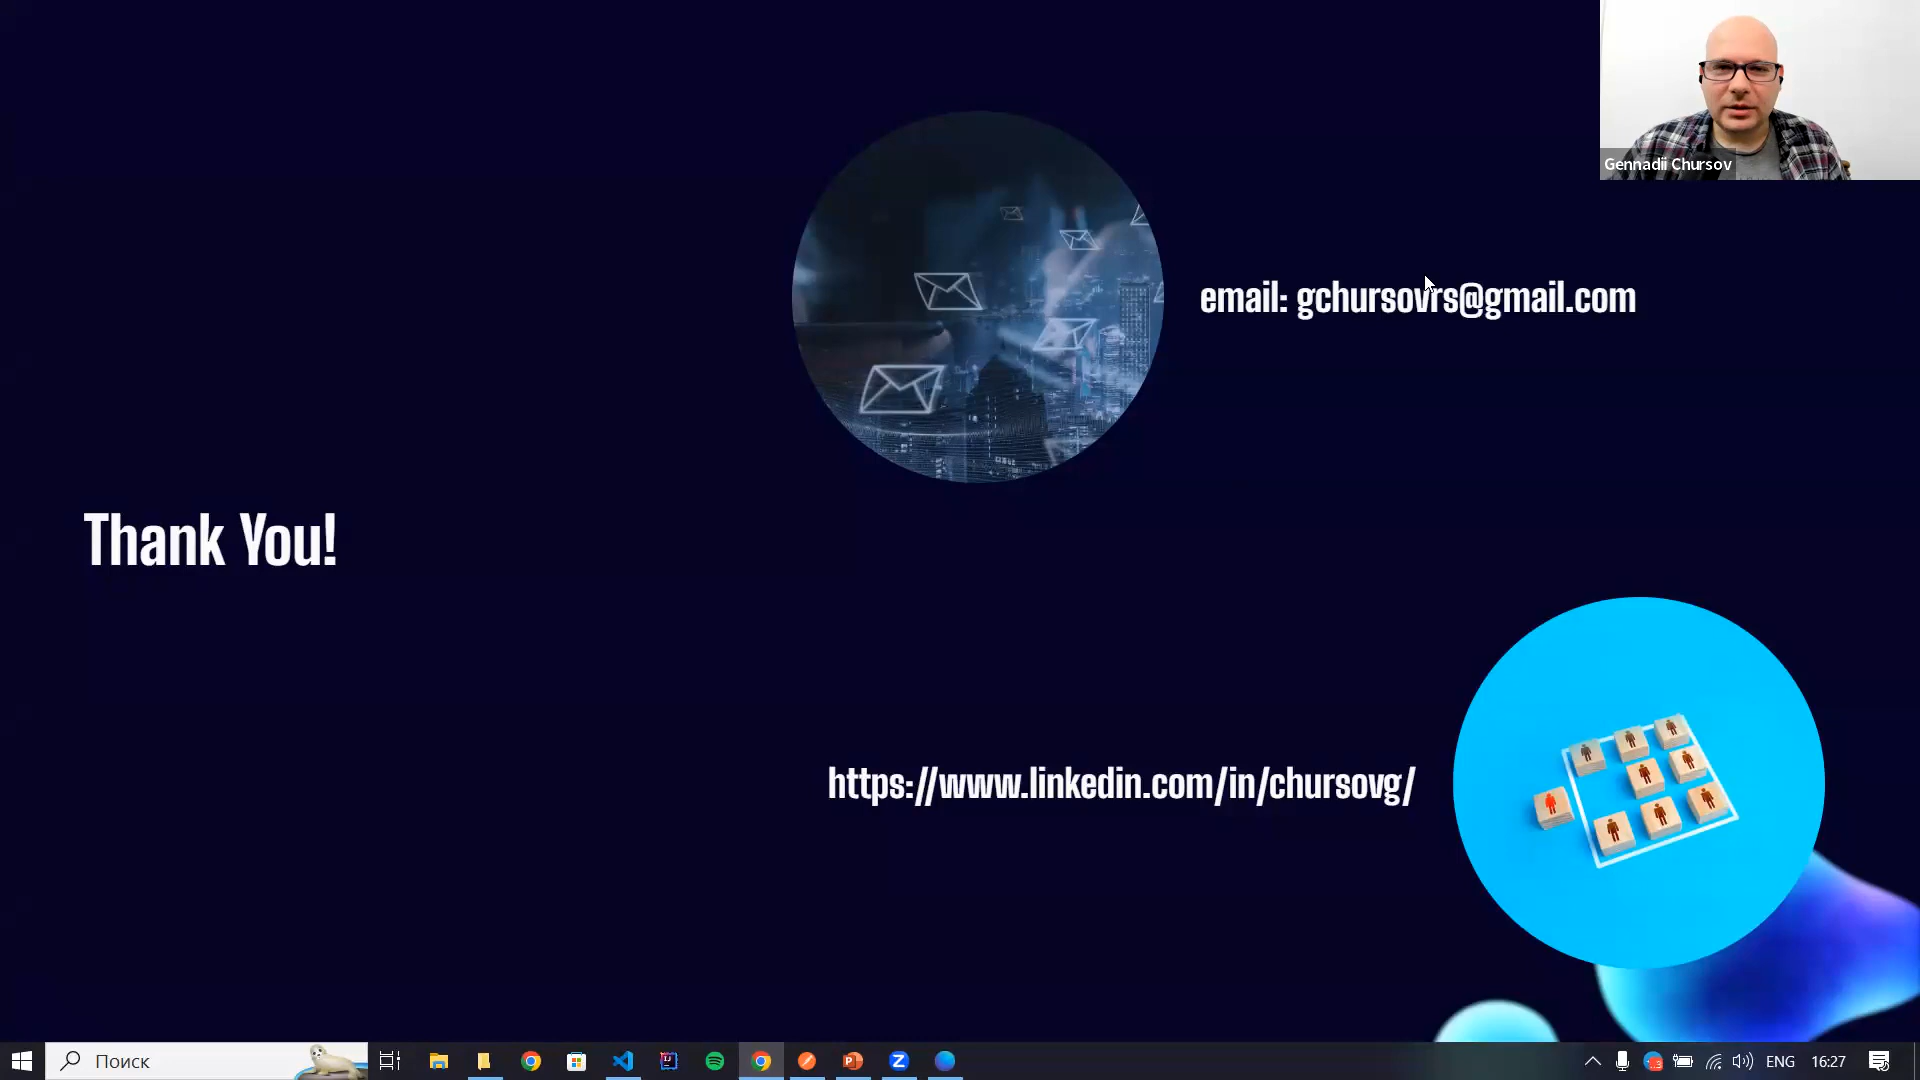 Gennadii Chursov
email: gchursovrs@gmail.com
Thank You!
https://www.linkedin.com/in/chursovg/
Поиск
ENG
16:27